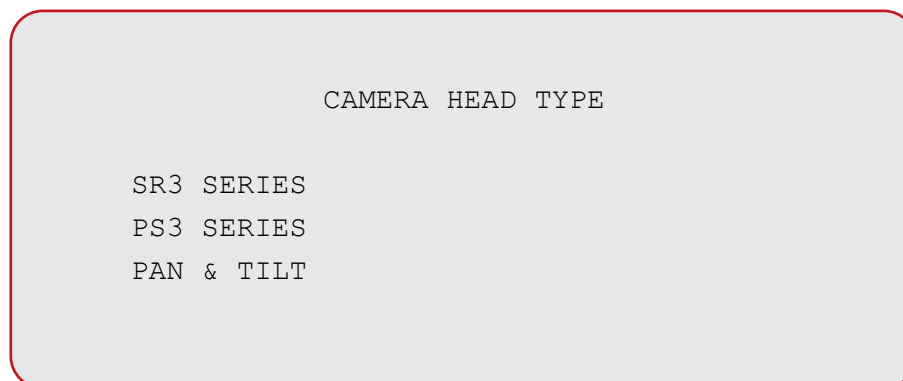 CAMERA HEAD TYPE
SR3 SERIES
PS3 SERIES
PAN & TILT